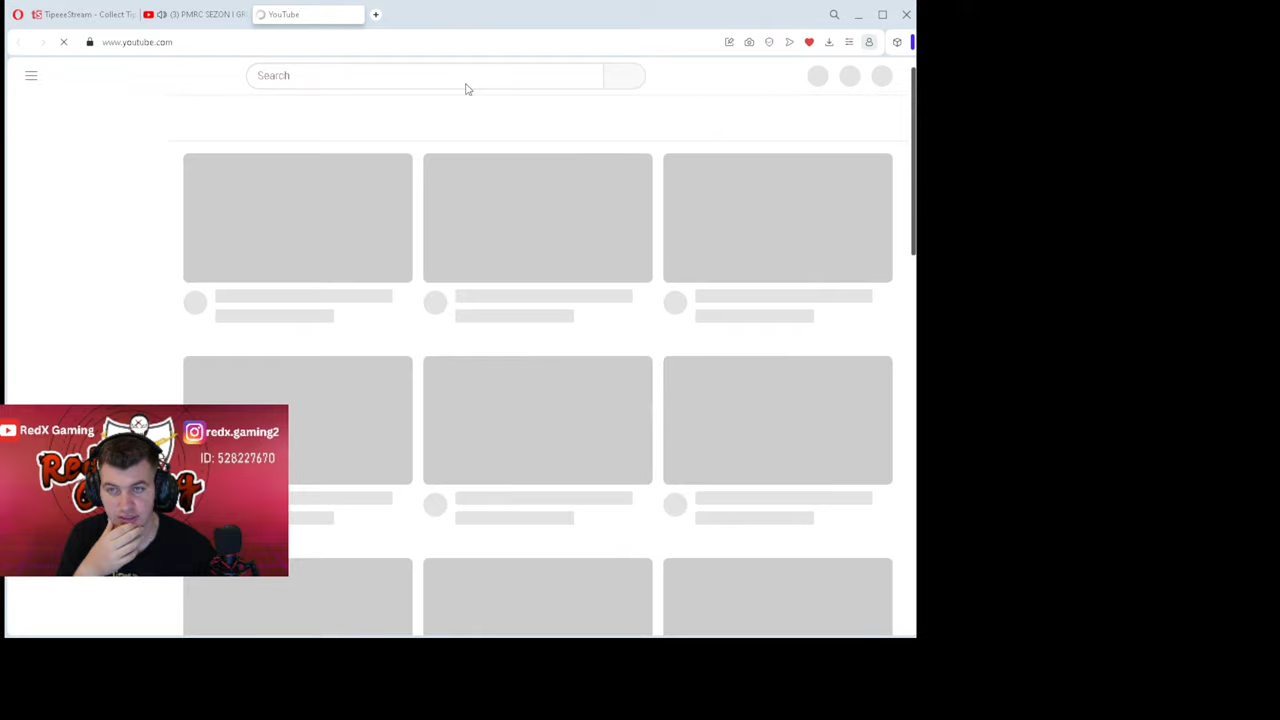 TipeeeStream - Collect Tip
(3) PMRC SEZON I GR
YouTube
www.youtube.com
Search
RedX Gaming
redx.gaming2
ID: 528227670